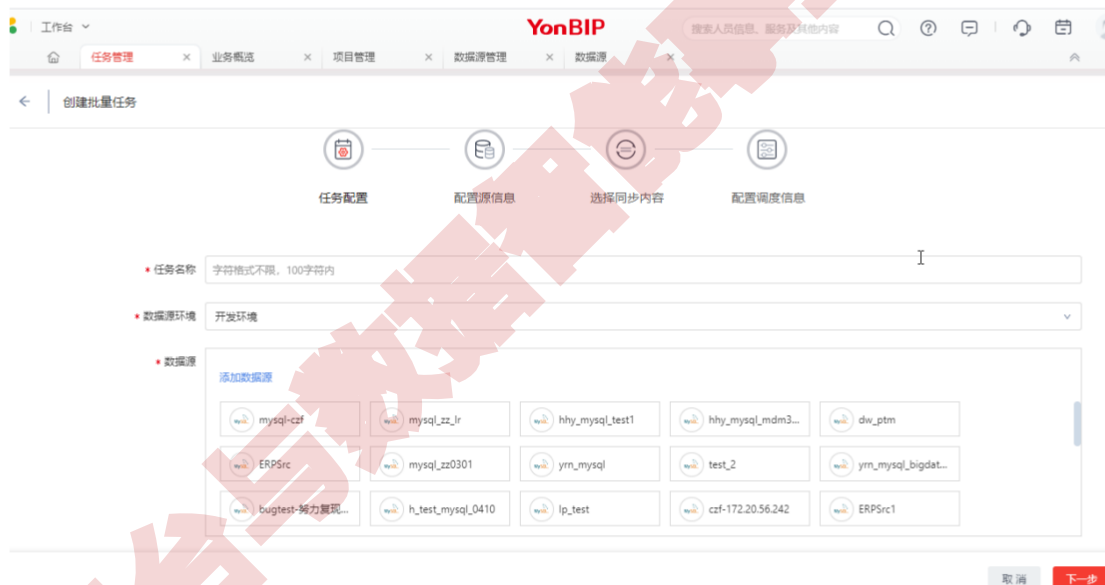 工作台
YonBIP
搜索人员信息、服务及其他内容
任务管理 × 业务概览 × 项目管理 × 数据源管理 × 数据源 ×
创建批量任务
任务配置 配置源信息 选择同步内容 配置调度信息
* 任务名称 字符格式不限，100字符内
* 数据源环境 开发环境
* 数据源
添加数据源
mysql-czf mysql_zz_lr hhy_mysql_test1 hhy_mysql_mdm3... dw_ptm
ERPSrc mysql_zz0301 yrn_mysql test_2 yrn_mysql_bigdat...
bugtest-努力复现... h_test_mysql_0410 lp_test czf-172.20.56.242 ERPSrc1
取消 下一步
台与数据智能